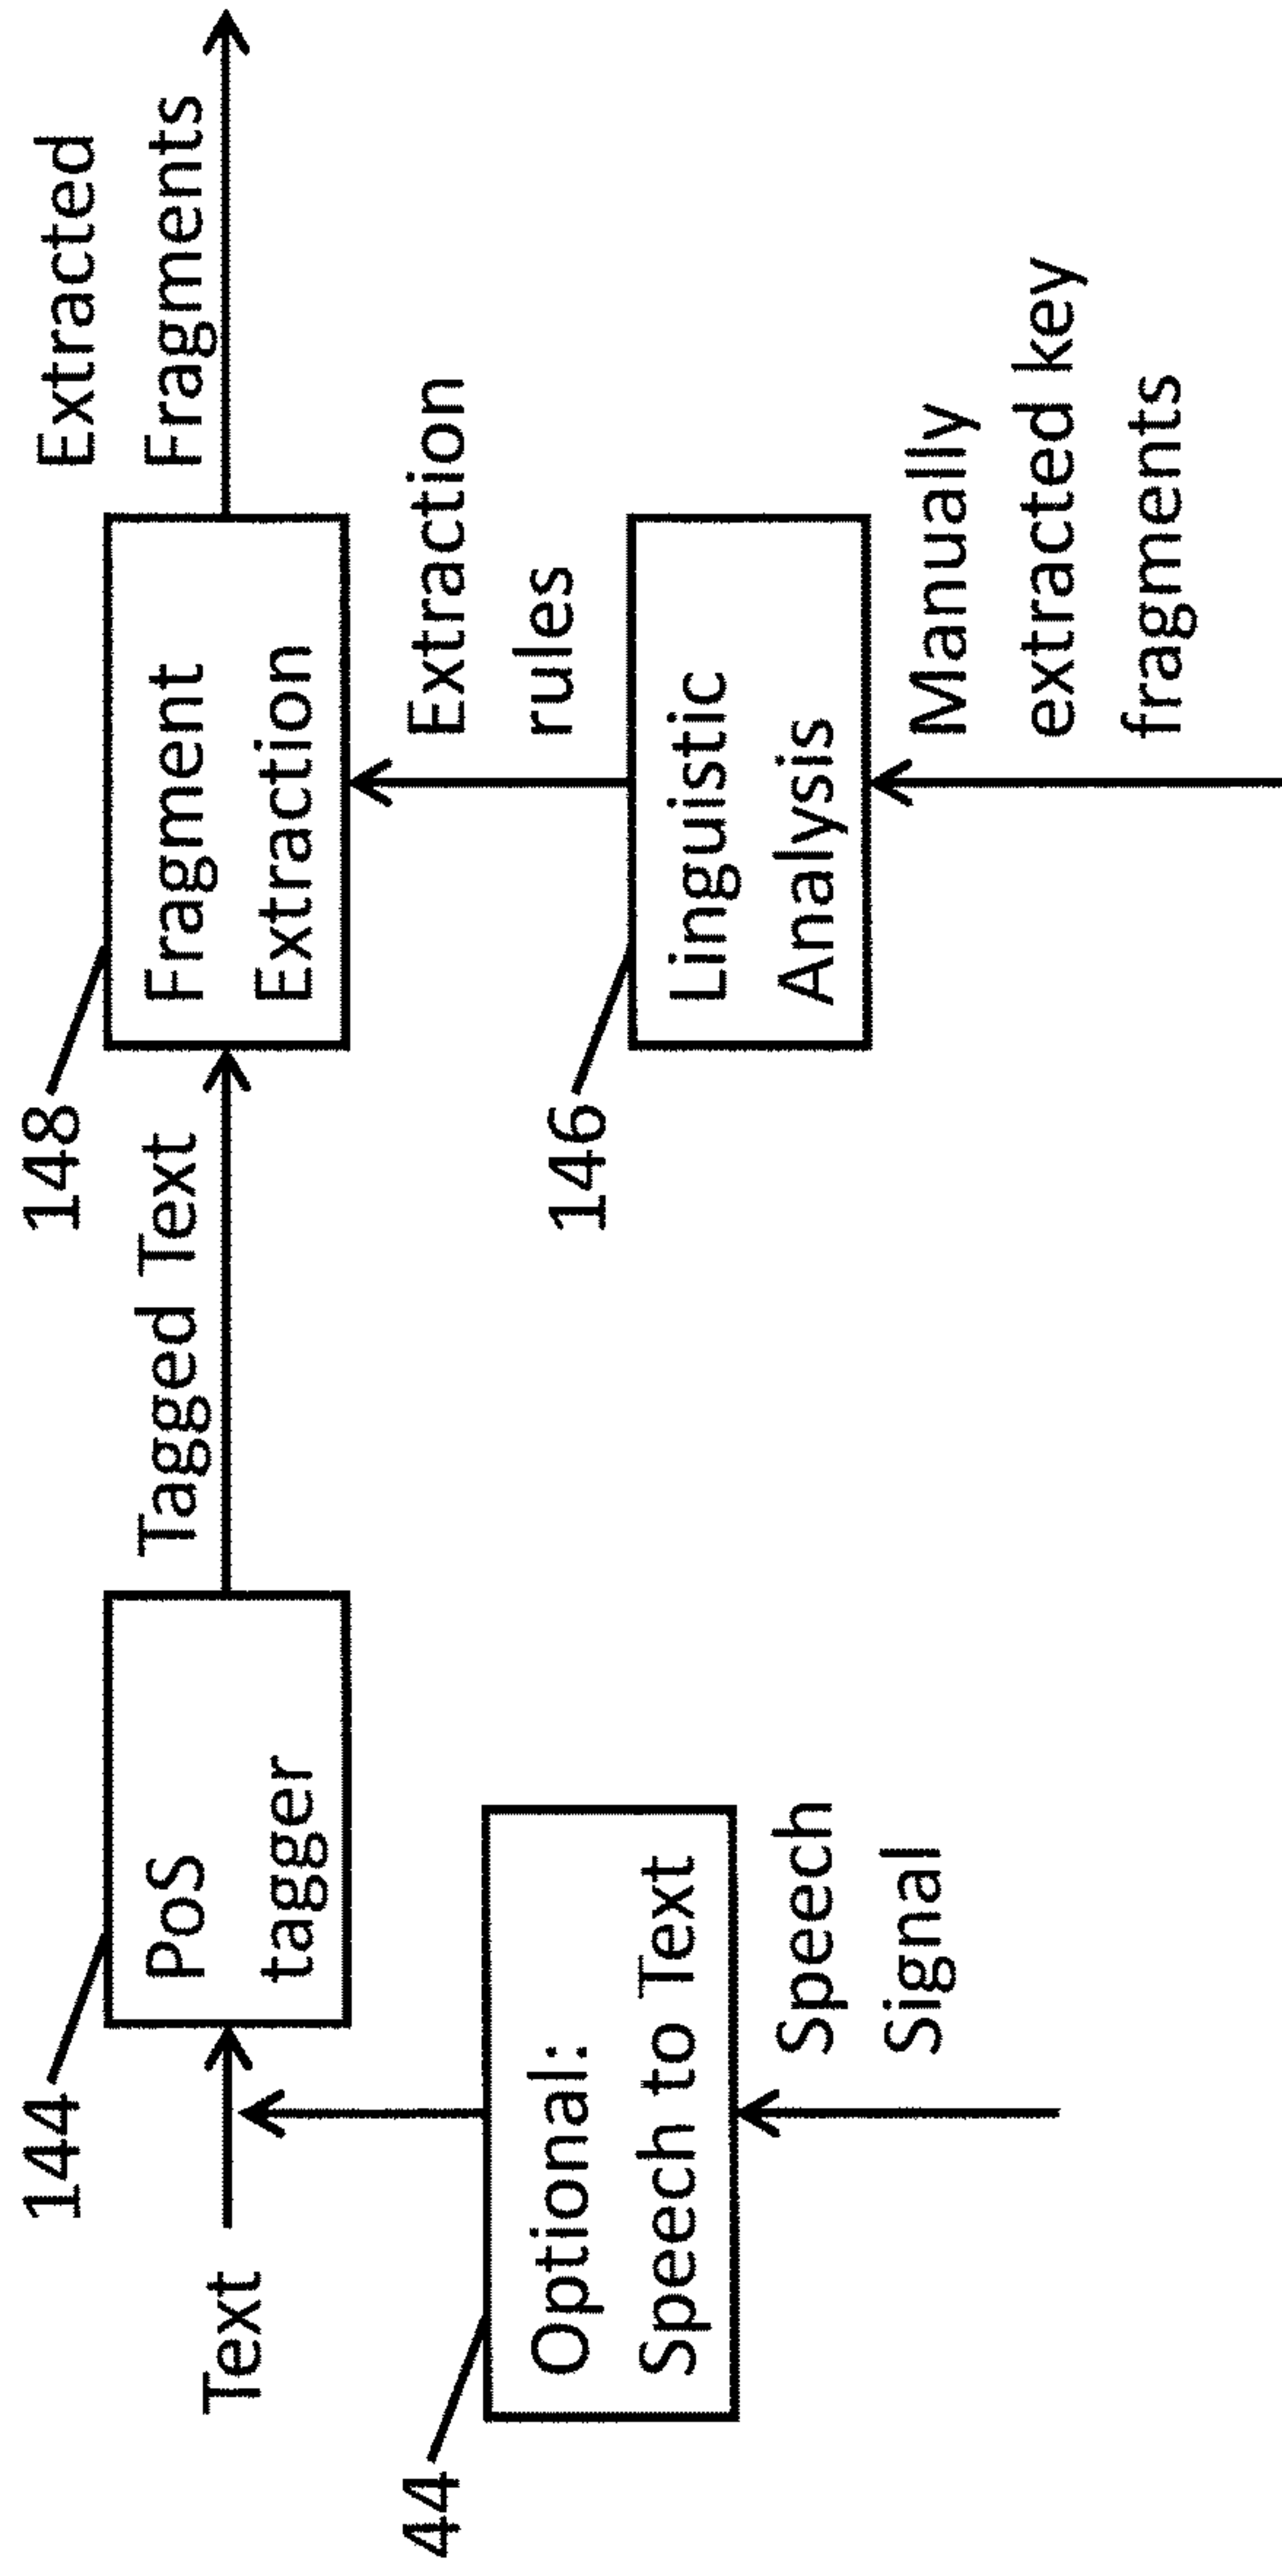 144
PoS
tagger
Text
Tagged Text
148
Fragment
Extraction
Extracted
Fragments
44
Optional:
Speech to Text
Speech
Signal
Extraction
rules
146
Linguistic
Analysis
Manually
extracted key
fragments